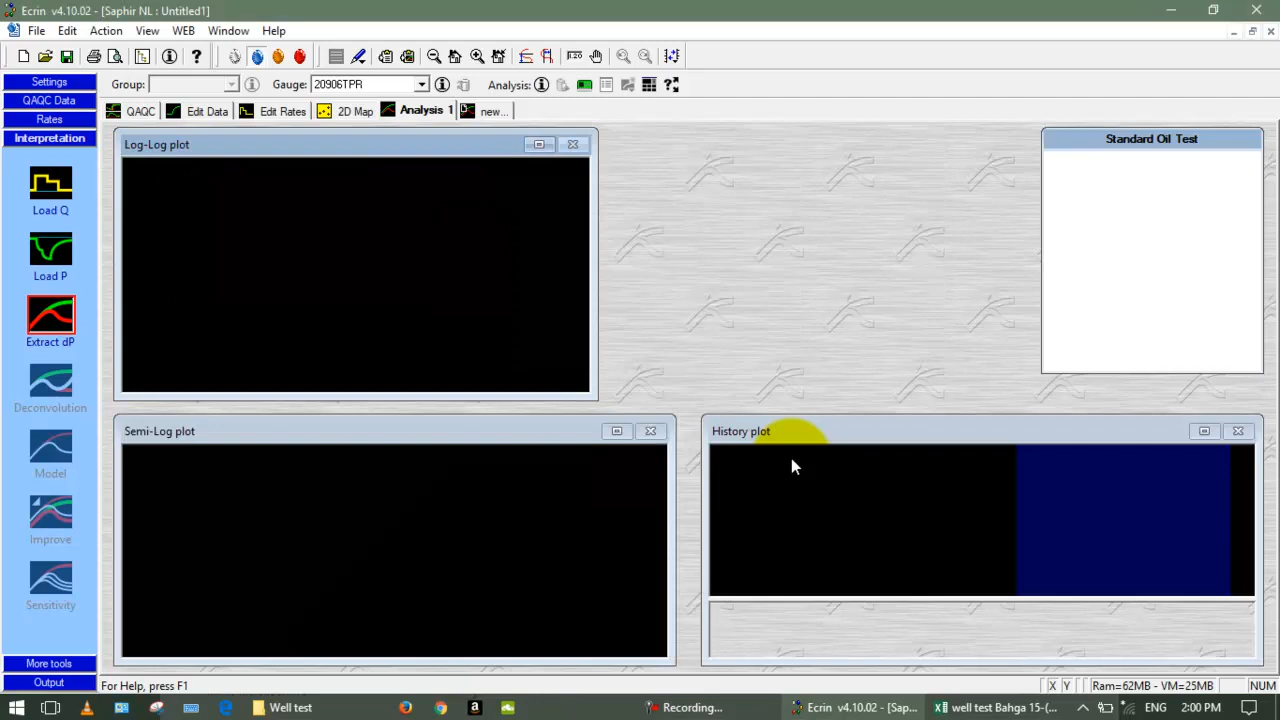 Ecrin v4.10.02 - [Saphir NL : Untitled1]
File Edit Action View WEB Window Help
Group: Gauge: 20906TPR Analysis:
Settings
QAQC Data
Rates
Interpretation
Load Q
Load P
Extract dP
Deconvolution
Model
Improve
Sensitivity
More tools
Output
QAQC Edit Data Edit Rates 2D Map Analysis 1 new...
Log-Log plot
Standard Oil Test
Semi-Log plot
History plot
For Help, press F1
X Y Ram=62MB - VM=25MB NUM
Well test Recording... Ecrin v4.10.02 - [Sap... well test Bahga 15-(... ENG 2:00 PM